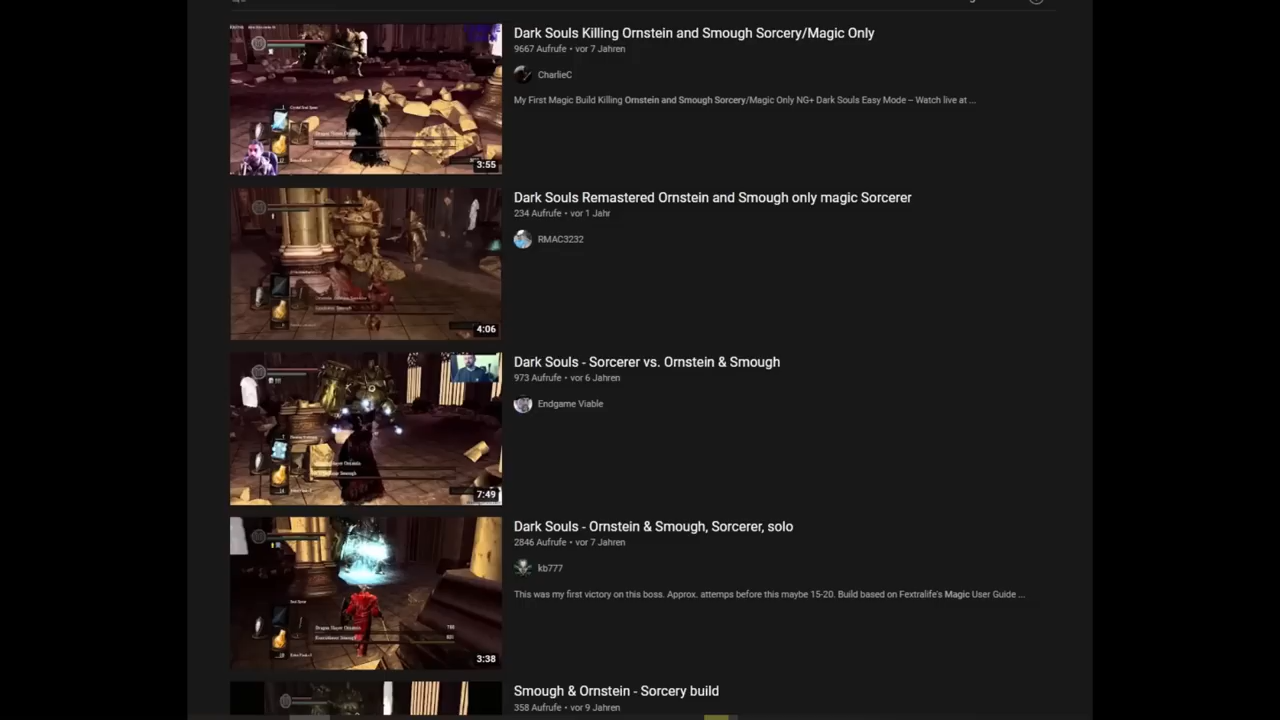 Dark Souls Killing Ornstein and Smough Sorcery/Magic Only
9667 Aufrufe • vor 7 Jahren
CharlieC
My First Magic Build Killing Ornstein and Smough Sorcery/Magic Only NG+ Dark Souls Easy Mode -- Watch live at ...
3:55
Dark Souls Remastered Ornstein and Smough only magic Sorcerer
234 Aufrufe • vor 1 Jahr
RMAC3232
4:06
Dark Souls - Sorcerer vs. Ornstein & Smough
973 Aufrufe • vor 6 Jahren
Endgame Viable
7:49
Dark Souls - Ornstein & Smough, Sorcerer, solo
2846 Aufrufe • vor 7 Jahren
kb777
This was my first victory on this boss. Approx. attemps before this maybe 15-20. Build based on Fextralife's Magic User Guide ...
3:38
Smough & Ornstein - Sorcery build
358 Aufrufe • vor 9 Jahren